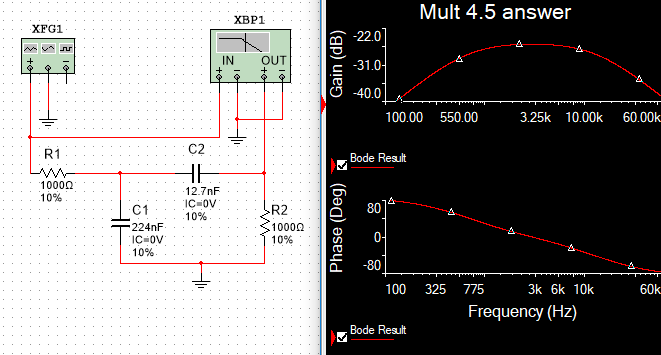 XFG1
XBP1
IN
OUT
R1
1000Ω
10%
C2
12.7nF
IC=0V
10%
C1
224nF
IC=0V
10%
R2
1000Ω
10%
Mult 4.5 answer
Gain (dB)
-22.0
-31.0
-40.0
100.00 550.00 3.25k 10.00k 60.00k
Bode Result
Phase (Deg)
80
0
-80
100 325 775 3k 6k 10k 60k
Frequency (Hz)
Bode Result